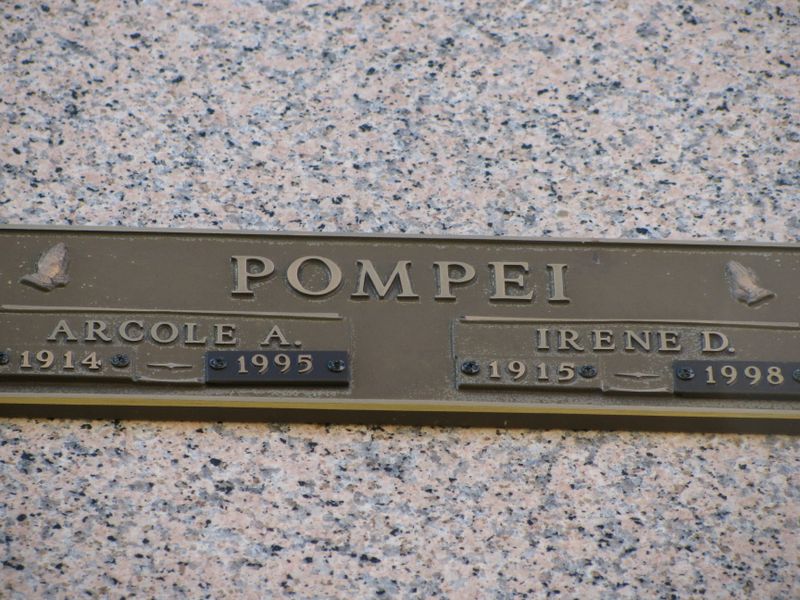 POMPEI
ARCOLE A. IRENE D.
1914 1995 1915 1998